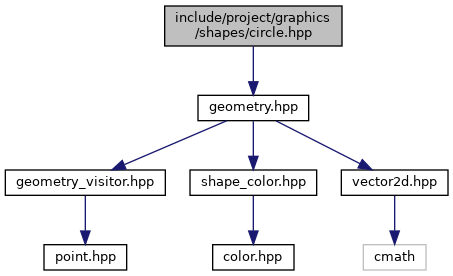 include/project/graphics
/shapes/circle.hpp
geometry.hpp
geometry_visitor.hpp
shape_color.hpp
vector2d.hpp
point.hpp
color.hpp
cmath